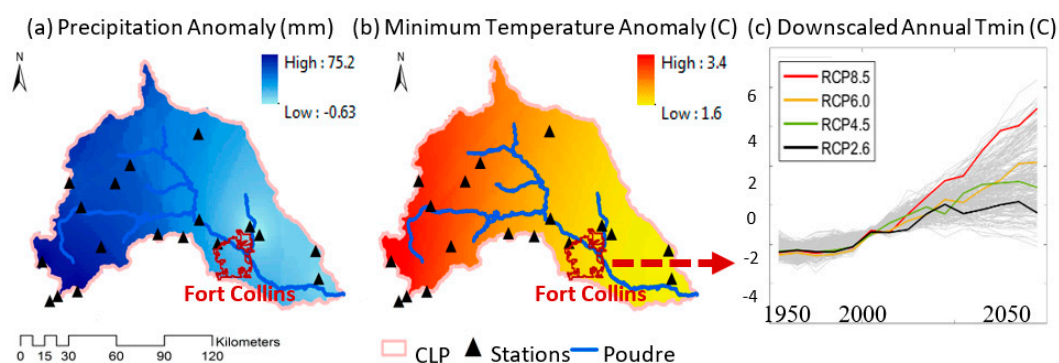 (a) Precipitation Anomaly (mm)
(b) Minimum Temperature Anomaly (C)
(c) Downscaled Annual Tmin (C)
N
High : 75.2
Low : -0.63
Fort Collins
N
High : 3.4
Low : 1.6
Fort Collins
RCP8.5
RCP6.0
RCP4.5
RCP2.6
6
4
2
0
-2
-4
1950 2000 2050
Kilometers
0 15 30 60 90 120
CLP Stations Poudre